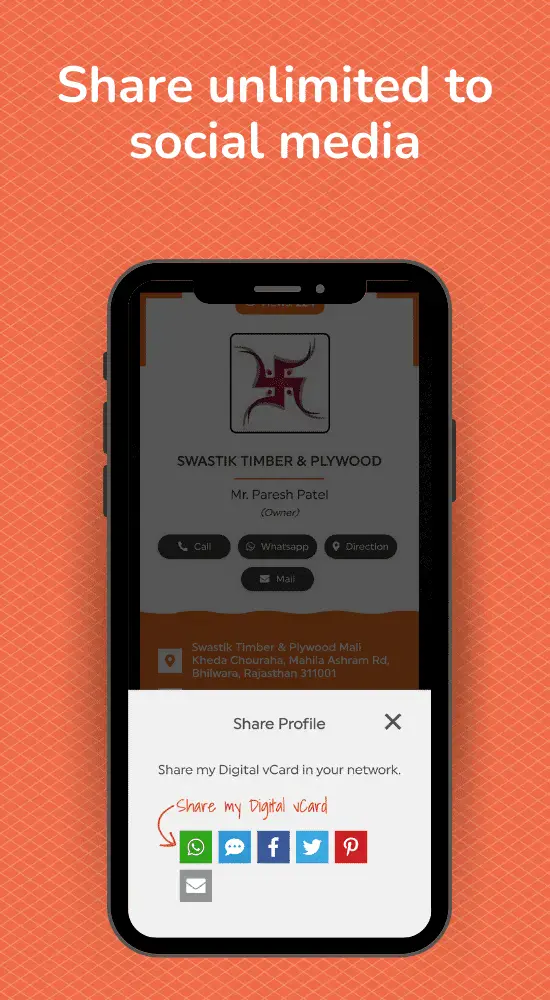 Share unlimited to
social media
SWASTIK TIMBER & PLYWOOD
Mr. Paresh Patel
(Owner)
Call
Whatsapp
Direction
Mail
Swastik Timber & Plywood Mali
Kheda Chouraha, Mahila Ashram Rd,
Bhilwara, Rajasthan 311001
Share Profile
Share my Digital vCard in your network.
Share my Digital vCard